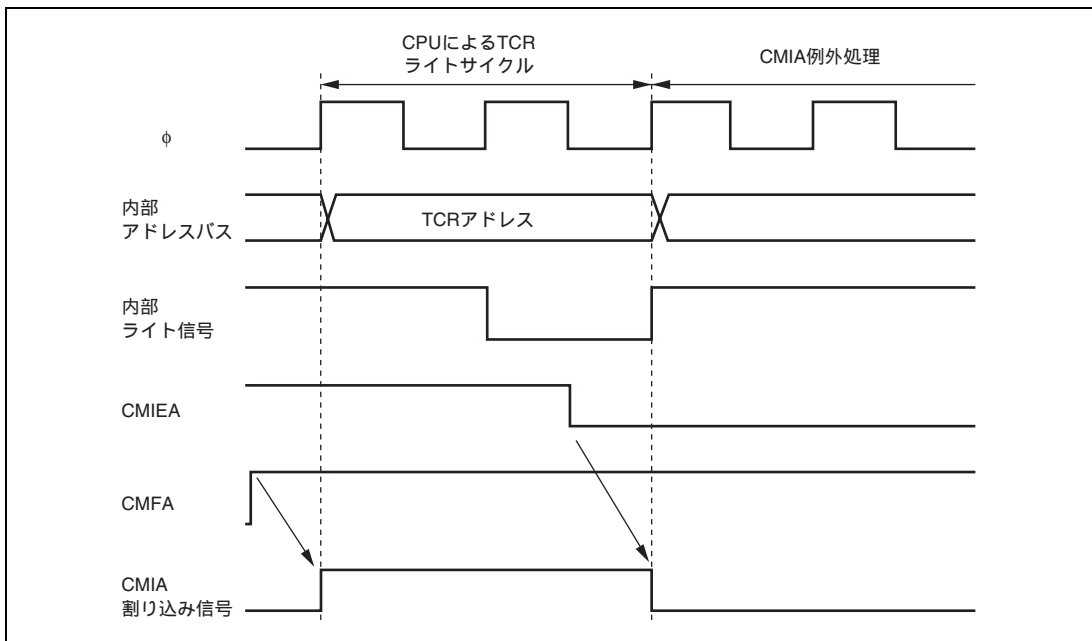 CPUによるTCR
ライトサイクル
CMIA例外処理
φ
内部
アドレスバス
TCRアドレス
内部
ライト信号
CMIEA
CMFA
CMIA
割り込み信号